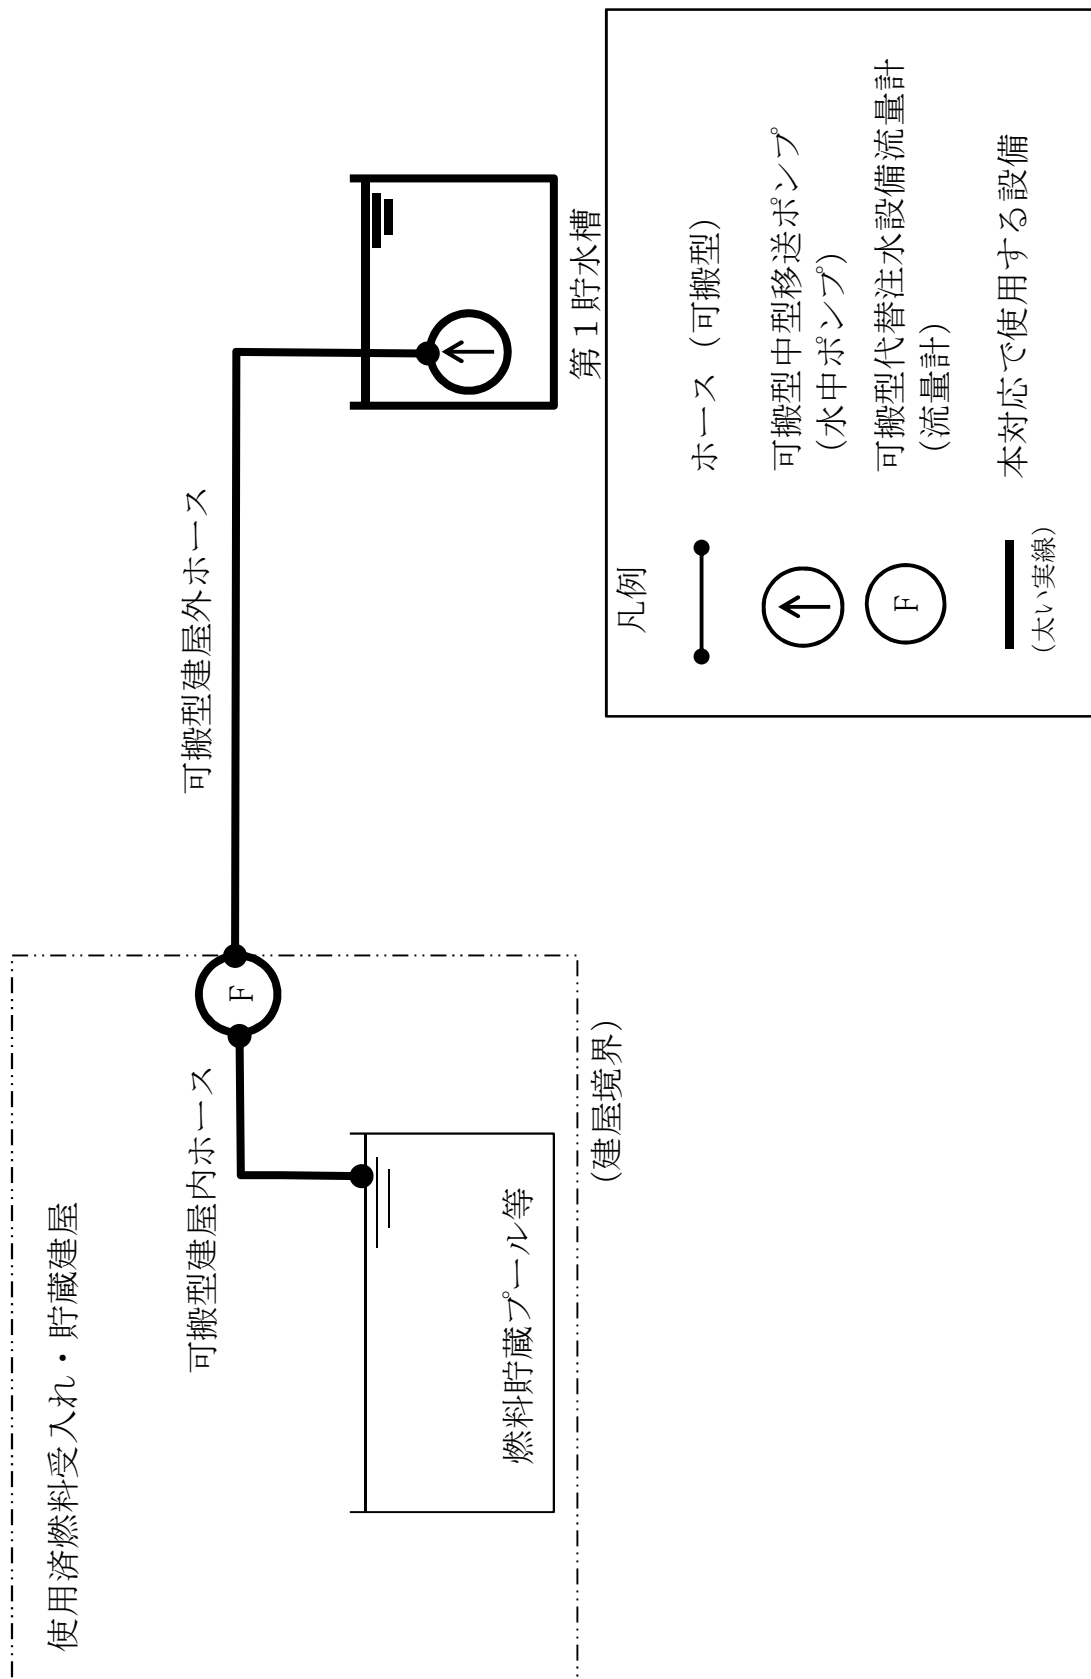 使用済燃料受入れ・貯蔵建屋
可搬型建屋内ホース
F
可搬型建屋外ホース
燃料貯蔵プール等
(建屋境界)
第1貯水槽
凡例
ホース (可搬型)
可搬型中型移送ポンプ
(水中ポンプ)
F
可搬型代替注水設備流量計
(流量計)
(太い実線)
本対応で使用する設備